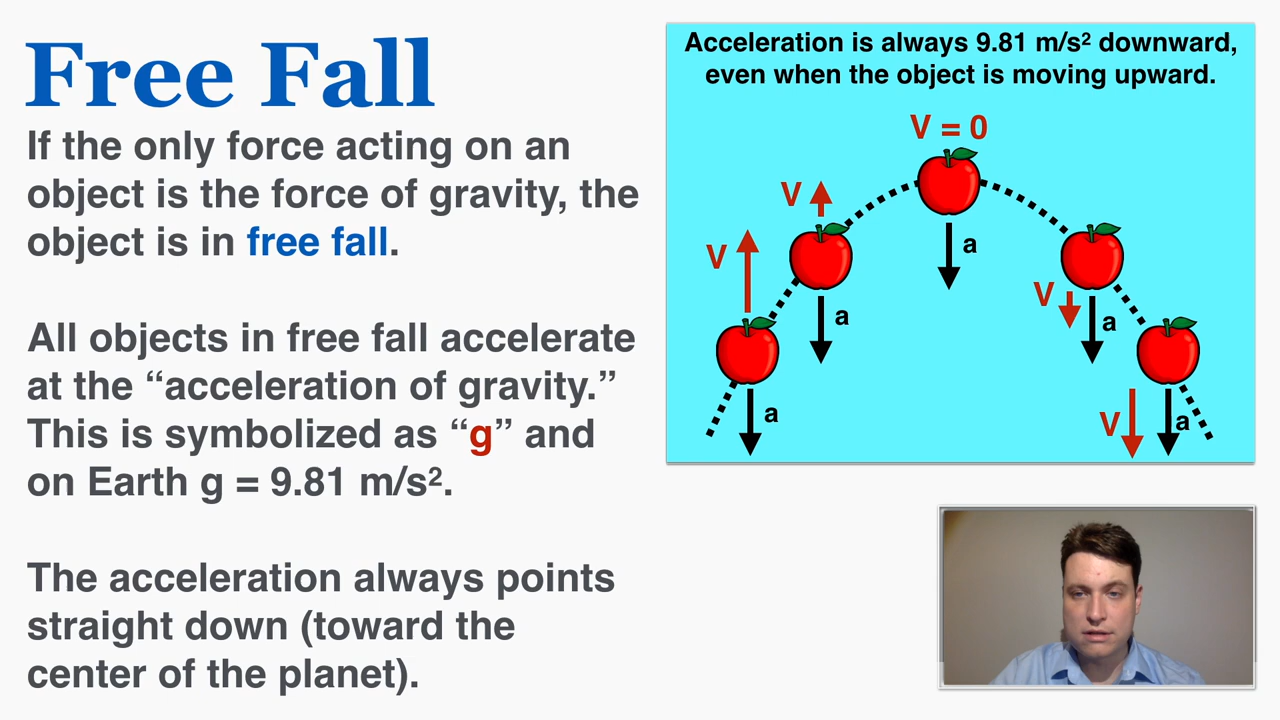 Free Fall
If the only force acting on an
object is the force of gravity, the
object is in free fall.
All objects in free fall accelerate
at the “acceleration of gravity.”
This is symbolized as “g” and
on Earth g = 9.81 m/s².
The acceleration always points
straight down (toward the
center of the planet).
Acceleration is always 9.81 m/s² downward,
even when the object is moving upward.
V = 0
V
a
V
a
V
a
a
V
a